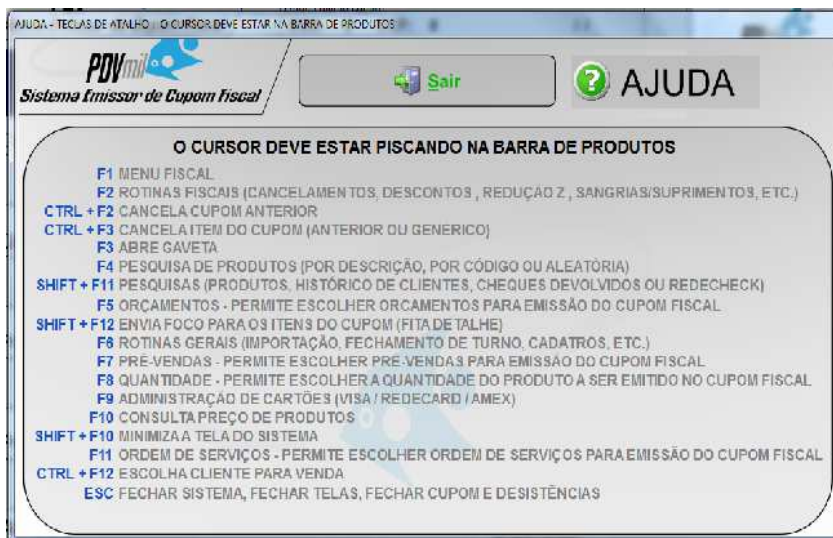 AJUDA - TECLAS DE ATALHO - O CURSOR DEVE ESTAR NA BARRA DE PRODUTOS
PDVmil
Sistema Emissor de Cupom Fiscal
Sair
? AJUDA
O CURSOR DEVE ESTAR PISCANDO NA BARRA DE PRODUTOS
F1 MENU FISCAL
F2 ROTINAS FISCAIS (CANCELAMENTOS, DESCONTOS , REDUÇÃO Z , SANGRIAS/SUPRIMENTOS, ETC.)
CTRL + F2 CANCELA CUPOM ANTERIOR
CTRL + F3 CANCELA ITEM DO CUPOM (ANTERIOR OU GENERICO)
F3 ABRE GAVETA
F4 PESQUISA DE PRODUTOS (POR DESCRIÇÃO, POR CÓDIGO OU ALEATÓRIA)
SHIFT + F11 PESQUISAS (PRODUTOS, HISTÓRICO DE CLIENTES, CHEQUES DEVOLVIDOS OU REDECHECK)
F5 ORÇAMENTOS - PERMITE ESCOLHER ORCAMENTOS PARA EMISSÃO DO CUPOM FISCAL
SHIFT + F12 ENVIA FOCO PARA OS ITENS DO CUPOM (FITA DETALHE)
F6 ROTINAS GERAIS (IMPORTAÇÃO, FECHAMENTO DE TURNO, CADATROS, ETC.)
F7 PRÉ-VENDAS - PERMITE ESCOLHER PRÉ-VENDAS PARA EMISSÃO DO CUPOM FISCAL
F8 QUANTIDADE - PERMITE ESCOLHER A QUANTIDADE DO PRODUTO A SER EMITIDO NO CUPOM FISCAL
F9 ADMINISTRAÇÃO DE CARTÕES (VISA / REDECARD / AMEX)
F10 CONSULTA PREÇO DE PRODUTOS
SHIFT + F10 MINIMIZA A TELA DO SISTEMA
F11 ORDEM DE SERVIÇOS - PERMITE ESCOLHER ORDEM DE SERVIÇOS PARA EMISSÃO DO CUPOM FISCAL
CTRL + F12 ESCOLHA CLIENTE PARA VENDA
ESC FECHAR SISTEMA, FECHAR TELAS, FECHAR CUPOM E DESISTÊNCIAS